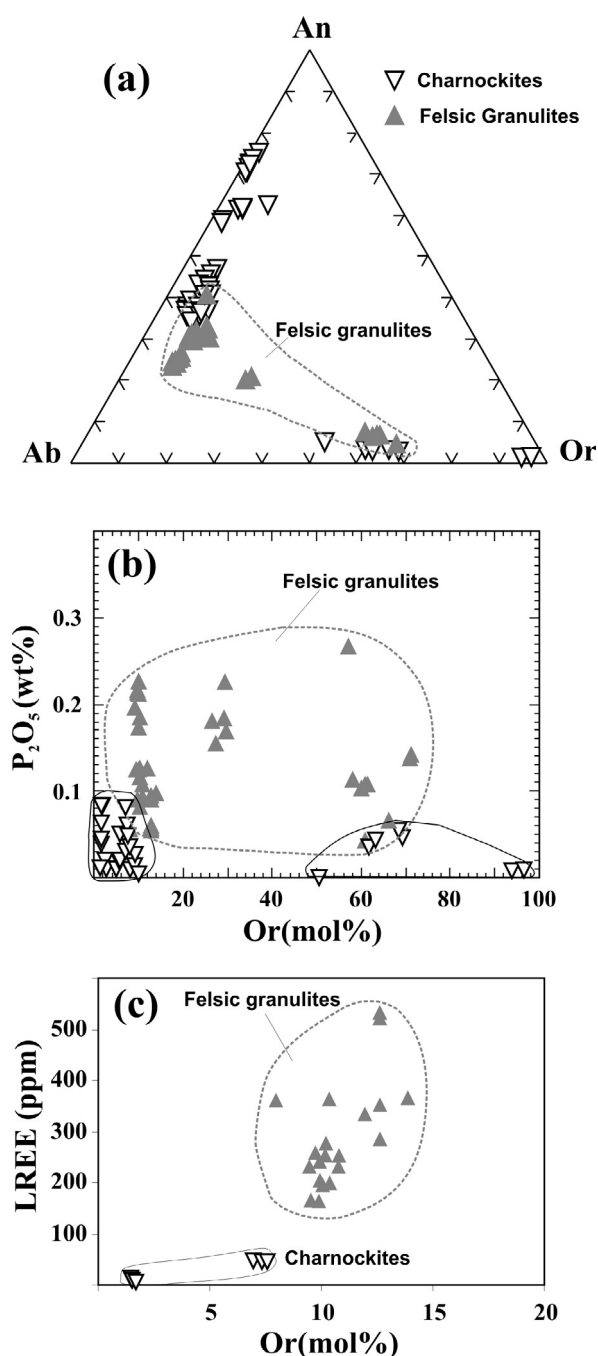 An
(a)
Charnockites
Felsic Granulites
Felsic granulites
Ab
Or
(b)
Felsic granulites
0.3
0.2
0.1
P₂O₅ (wt%)
20 40 60 80 100
Or(mol%)
(c)
Felsic granulites
500
400
300
200
100
LREE (ppm)
Charnockites
5 10 15 20
Or(mol%)